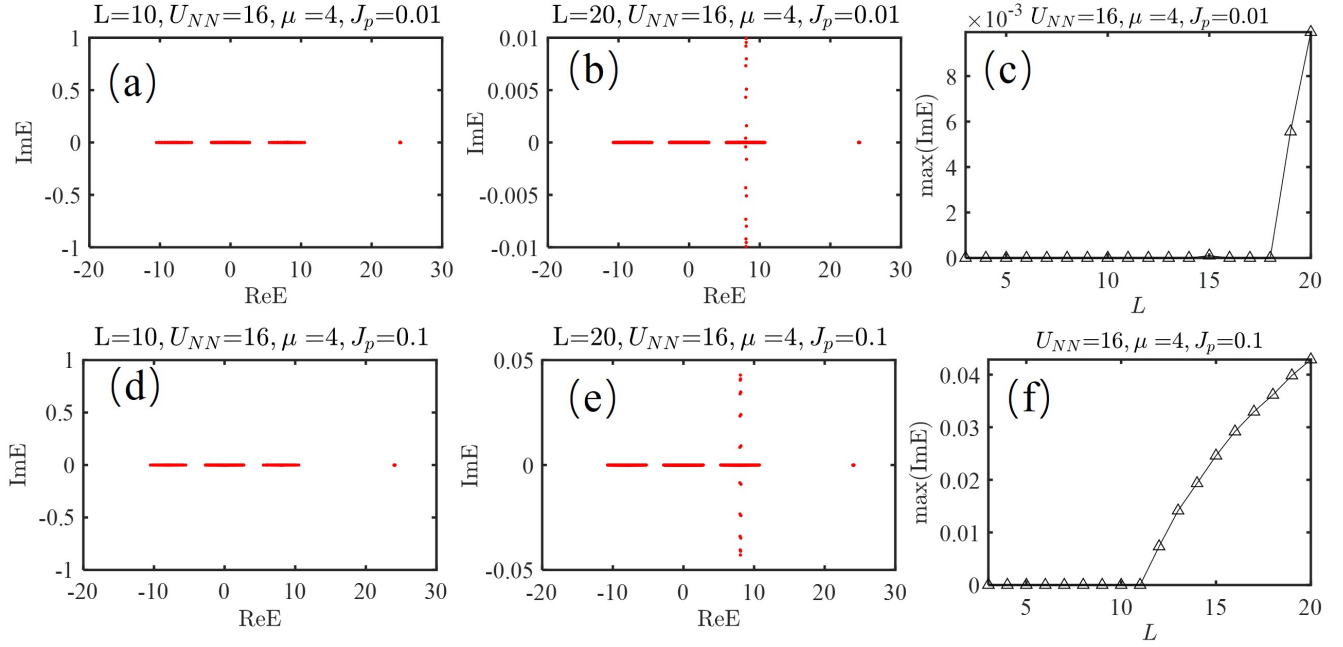 L=10, U_NN=16, μ =4, J_p=0.01
(a)
1
0.5
0
-0.5
-1
ImE
-20 -10 0 10 20 30
ReE
L=20, U_NN=16, μ =4, J_p=0.01
(b)
0.01
0.005
0
-0.005
-0.01
ImE
-20 -10 0 10 20 30
ReE
×10^-3 U_NN=16, μ =4, J_p=0.01
(c)
8
6
4
2
0
max(ImE)
5 10 15 20
L
L=10, U_NN=16, μ =4, J_p=0.1
(d)
1
0.5
0
-0.5
-1
ImE
-20 -10 0 10 20 30
ReE
L=20, U_NN=16, μ =4, J_p=0.1
(e)
0.05
0
-0.05
ImE
-20 -10 0 10 20 30
ReE
U_NN=16, μ =4, J_p=0.1
(f)
0.04
0.03
0.02
0.01
0
max(ImE)
5 10 15 20
L